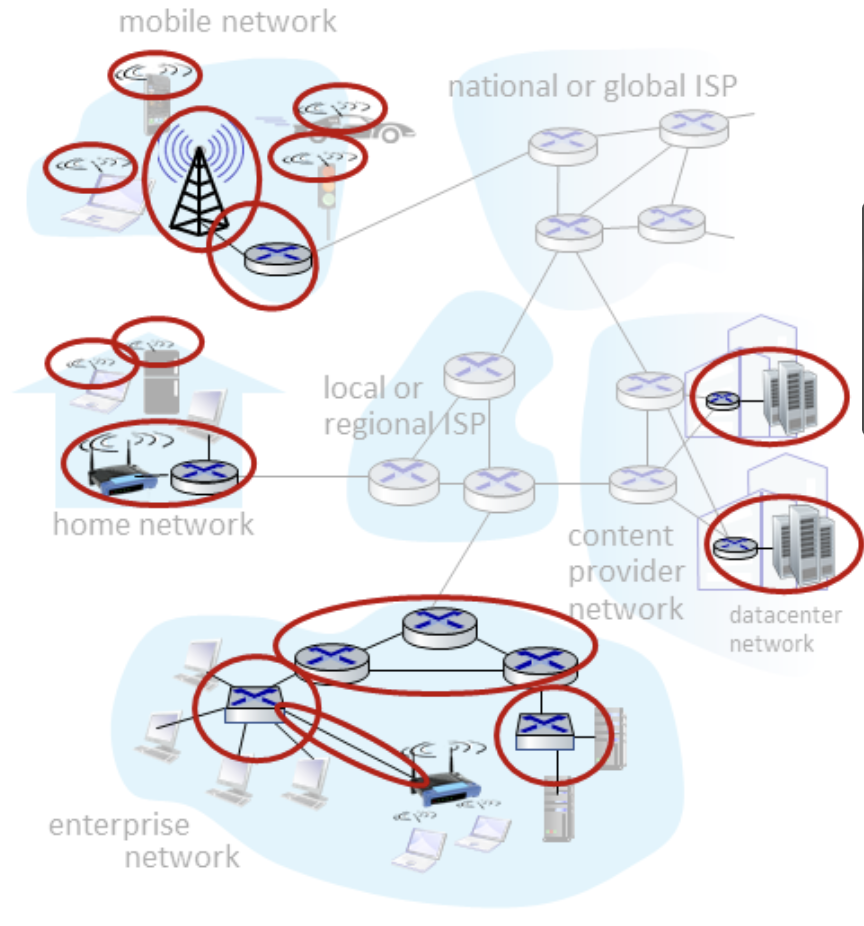 mobile network
national or global ISP
local or
regional ISP
home network
content
provider
network
datacenter
network
enterprise
network